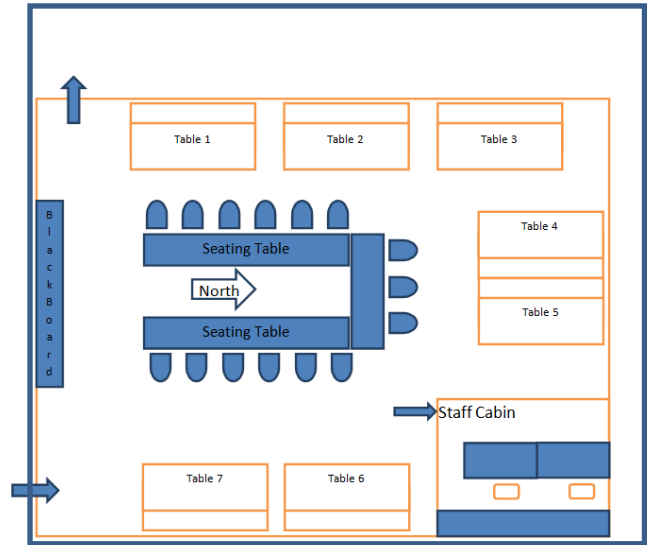 Table 1
Table 2
Table 3
BlackBoard
Seating Table
Table 4
North
Table 5
Seating Table
Staff Cabin
Table 7
Table 6